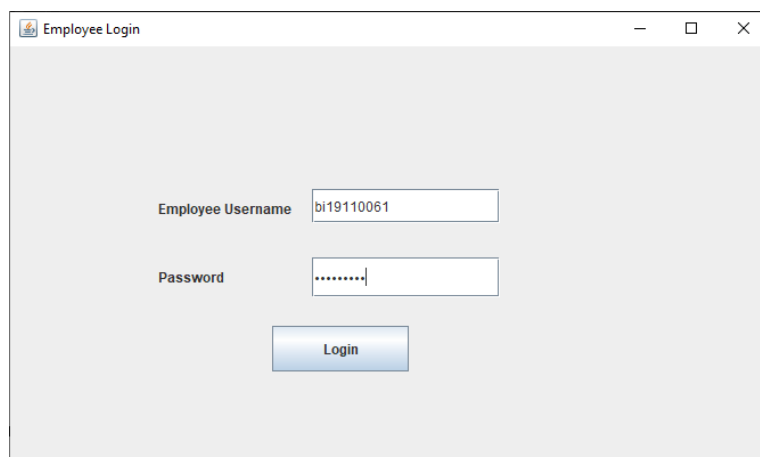 Employee Login
Employee Username bi19110061
Password •••••••••
Login